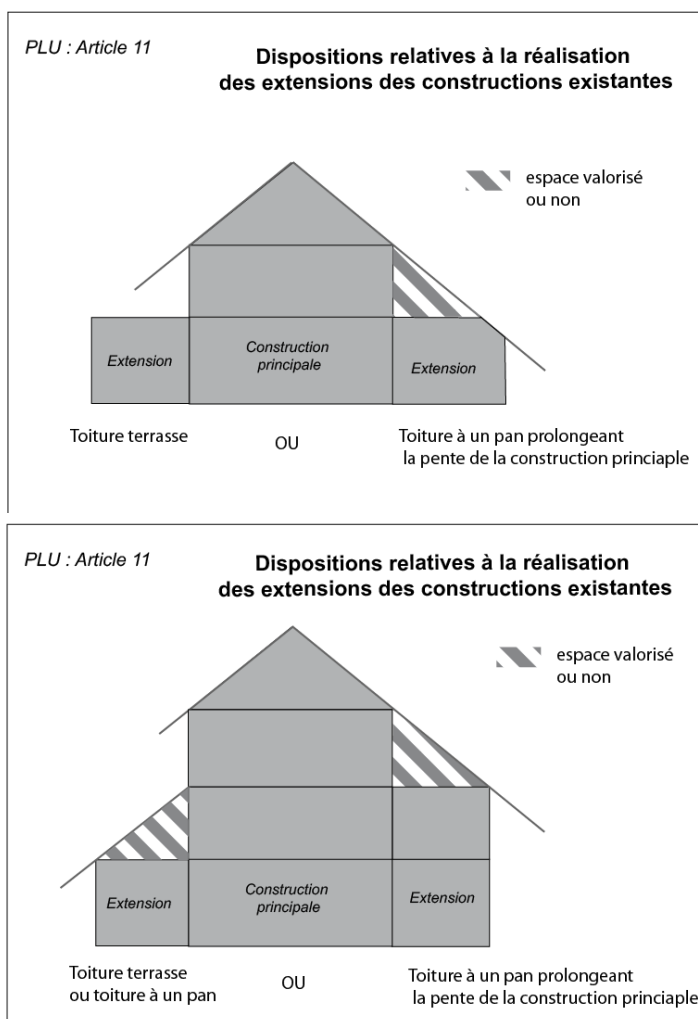 PLU : Article 11
Dispositions relatives à la réalisation
des extensions des constructions existantes
espace valorisé
ou non
Extension
Construction
principale
Extension
Toiture terrasse
OU
Toiture à un pan prolongeant
la pente de la construction princiaple
PLU : Article 11
Dispositions relatives à la réalisation
des extensions des constructions existantes
espace valorisé
ou non
Extension
Construction
principale
Extension
Toiture terrasse
ou toiture à un pan
OU
Toiture à un pan prolongeant
la pente de la construction princiaple